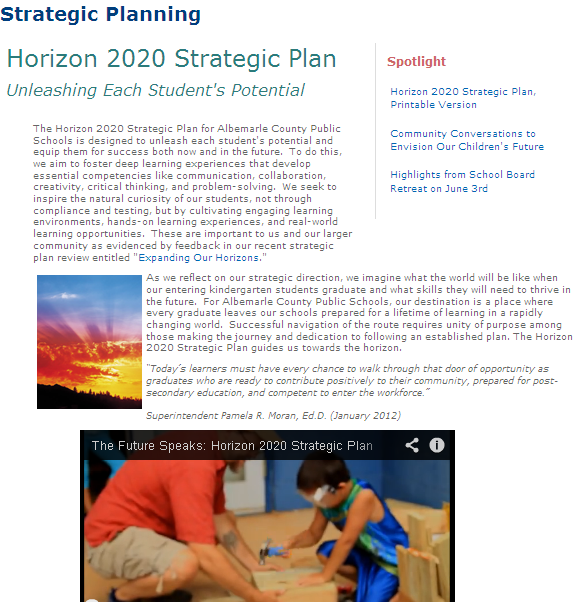 Strategic Planning
Horizon 2020 Strategic Plan
Unleashing Each Student's Potential
The Horizon 2020 Strategic Plan for Albemarle County Public
Schools is designed to unleash each student's potential and
equip them for success both now and in the future.  To do this,
we aim to foster deep learning experiences that develop
essential competencies like communication, collaboration,
creativity, critical thinking, and problem-solving.  We seek to
inspire the natural curiosity of our students, not through
compliance and testing, but by cultivating engaging learning
environments, hands-on learning experiences, and real-world
learning opportunities.  These are important to us and our larger
community as evidenced by feedback in our recent strategic
plan review entitled "Expanding Our Horizons."
Spotlight
Horizon 2020 Strategic Plan,
Printable Version
Community Conversations to
Envision Our Children's Future
Highlights from School Board
Retreat on June 3rd
As we reflect on our strategic direction, we imagine what the world will be like when
our entering kindergarten students graduate and what skills they will need to thrive in
the future.  For Albemarle County Public Schools, our destination is a place where
every graduate leaves our schools prepared for a lifetime of learning in a rapidly
changing world.  Successful navigation of the route requires unity of purpose among
those making the journey and dedication to following an established plan. The Horizon
2020 Strategic Plan guides us towards the horizon.
"Today's learners must have every chance to walk through that door of opportunity as
graduates who are ready to contribute positively to their community, prepared for post-
secondary education, and competent to enter the workforce."
Superintendent Pamela R. Moran, Ed.D. (January 2012)
The Future Speaks: Horizon 2020 Strategic Plan